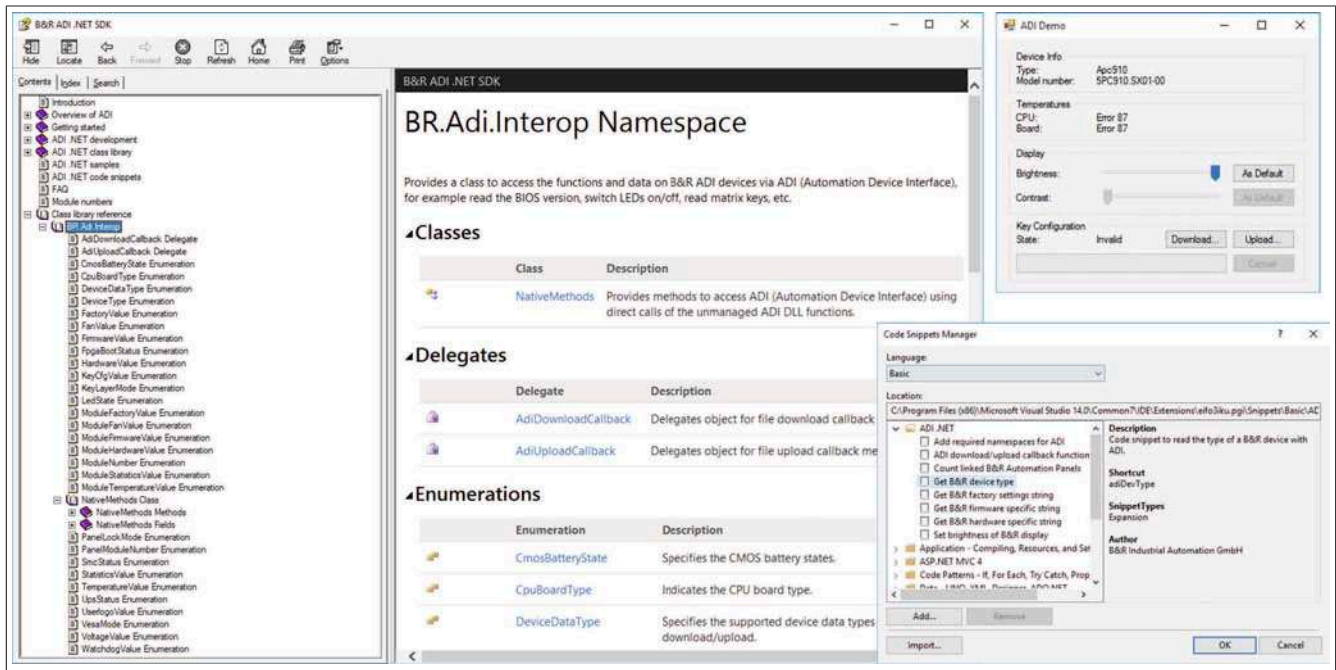 B&R ADI .NET SDK
Hide Locate Back Forward Stop Refresh Home Print Options
Contents Index Search
Introduction
Overview of ADI
Getting started
ADI .NET development
ADI .NET class library
ADI .NET samples
ADI .NET code snippets
FAQ
Module numbers
Class library reference
BR.Adi.Interop
AdiDownloadCallback Delegate
AdiUploadCallback Delegate
CmosBatteryState Enumeration
CpuBoardType Enumeration
DeviceDataType Enumeration
DeviceType Enumeration
FactoryValue Enumeration
FanValue Enumeration
FirmwareValue Enumeration
FpgaBootStatus Enumeration
HardwareValue Enumeration
KeyCfgValue Enumeration
KeyLayerMode Enumeration
LedState Enumeration
ModuleFactoryValue Enumeration
ModuleFanValue Enumeration
ModuleFirmwareValue Enumeration
ModuleHardwareValue Enumeration
ModuleNumber Enumeration
ModuleStatisticsValue Enumeration
ModuleTemperatureValue Enumeration
NativeMethods Class
NativeMethods Methods
NativeMethods Fields
PanelLockMode Enumeration
PanelModuleNumber Enumeration
SmcStatus Enumeration
StatisticsValue Enumeration
TemperatureValue Enumeration
UpsStatus Enumeration
UserlogoValue Enumeration
VesaMode Enumeration
VoltageValue Enumeration
WatchdogValue Enumeration
B&R ADI .NET SDK
BR.Adi.Interop Namespace
Provides a class to access the functions and data on B&R ADI devices via ADI (Automation Device Interface),
for example read the BIOS version, switch LEDs on/off, read matrix keys, etc.
Classes
Class Description
NativeMethods Provides methods to access ADI (Automation Device Interface) using
direct calls of the unmanaged ADI DLL functions.
Delegates
Delegate Description
AdiDownloadCallback Delegates object for file download callback
AdiUploadCallback Delegates object for file upload callback me
Enumerations
Enumeration Description
CmosBatteryState Specifies the CMOS battery states.
CpuBoardType Indicates the CPU board type.
DeviceDataType Specifies the supported device data types
download/upload.
ADI Demo
Device Info
Type: Apc910
Model number: 5PC910.SX01-00
Temperatures
CPU: Error 87
Board: Error 87
Display
Brightness: As Default
Contrast: As Default
Key Configuration
State: Invalid Download... Upload...
Cancel
Code Snippets Manager
Language:
Basic
Location:
C:\Program Files (x86)\Microsoft Visual Studio 14.0\Common7\IDE\Extensions\eifo3iku.pgi\Snippets\Basic\AD
ADI .NET
Add required namespaces for ADI
ADI download/upload callback function
Count linked B&R Automation Panels
Get B&R device type
Get B&R factory settings string
Get B&R firmware specific string
Get B&R hardware specific string
Set brightness of B&R display
Application - Compiling, Resources, and Set
ASP.NET MVC 4
Code Patterns - If, For Each, Try Catch, Prop
Description
Code snippet to read the type of a B&R device with
ADI.
Shortcut
adiDevType
SnippetTypes
Expansion
Author
B&R Industrial Automation GmbH
Add... Remove
Import... OK Cancel